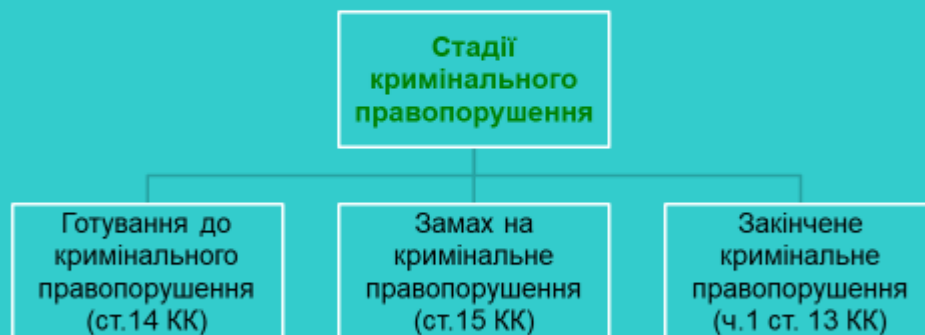 Стадії
кримінального
правопорушення
Готування до
кримінального
правопорушення
(ст.14 КК)
Замах на
кримінальне
правопорушення
(ст.15 КК)
Закінчене
кримінальне
правопорушення
(ч.1 ст. 13 КК)